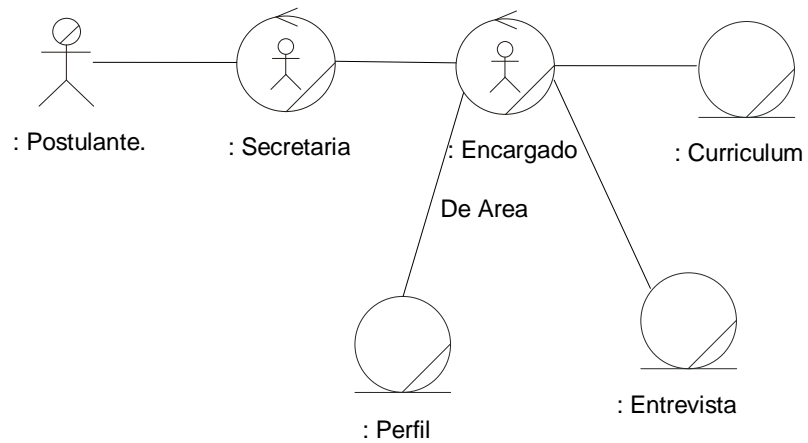 : Postulante.
: Secretaria
: Encargado
De Area
: Curriculum
: Perfil
: Entrevista